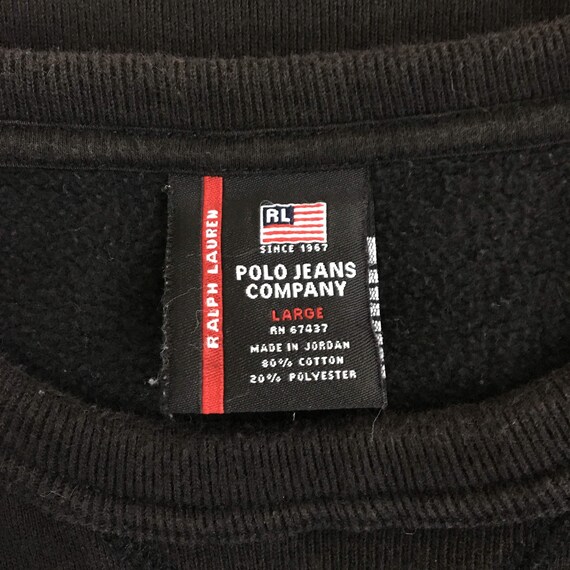 RALPH LAUREN
RL
SINCE 1967
POLO JEANS
COMPANY
LARGE
RN 67437
MADE IN JORDAN
80% COTTON
20% POLYESTER